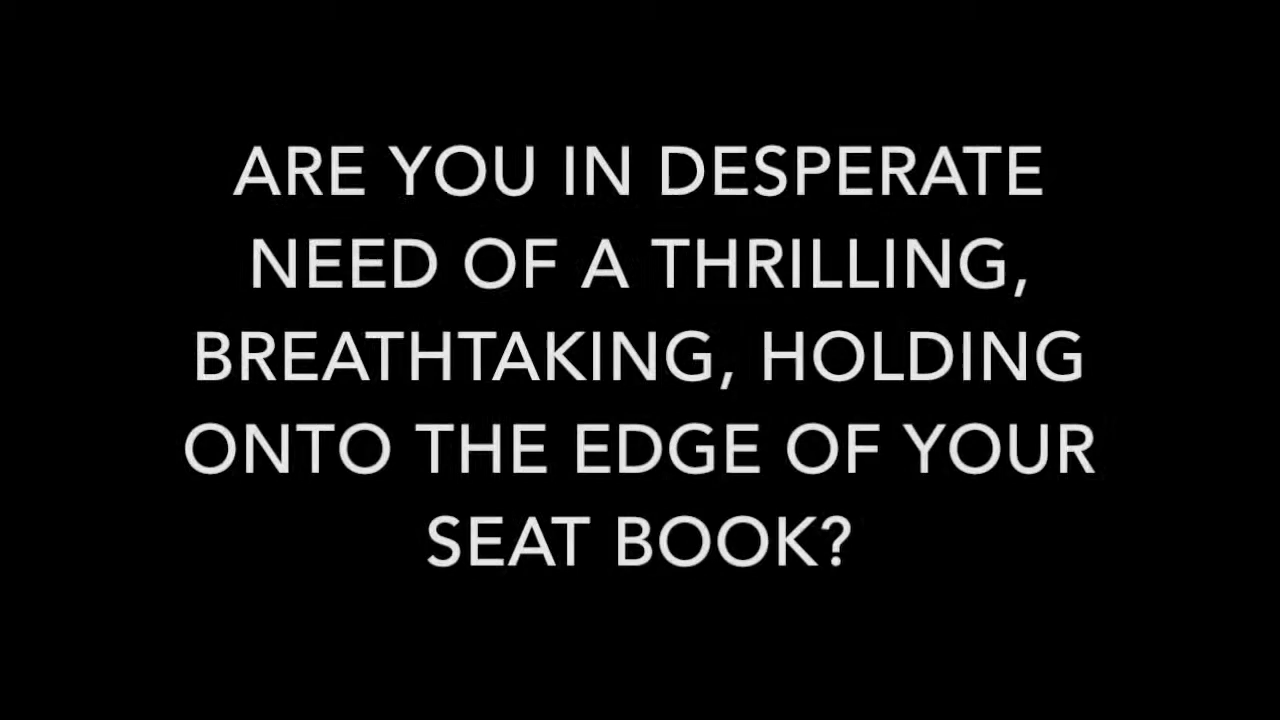 ARE YOU IN DESPERATE
NEED OF A THRILLING,
BREATHTAKING, HOLDING
ONTO THE EDGE OF YOUR
SEAT BOOK?